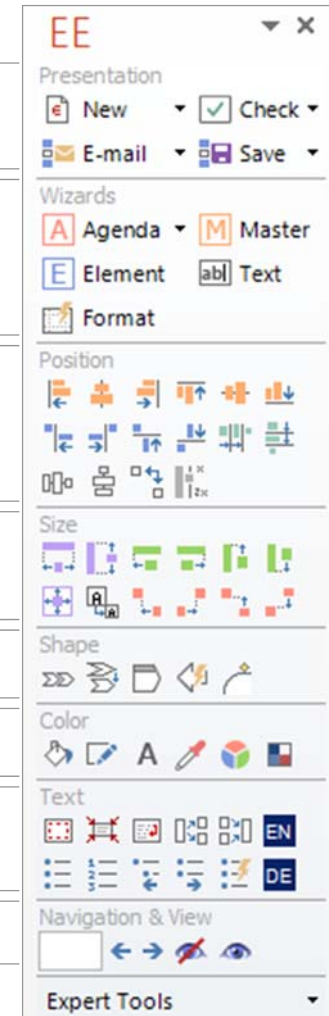 EE
Presentation
New Check
E-mail Save
Wizards
A Agenda M Master
E Element ab Text
Format
Position
Size
Shape
Color
A
Text
EN
DE
Navigation & View
Expert Tools